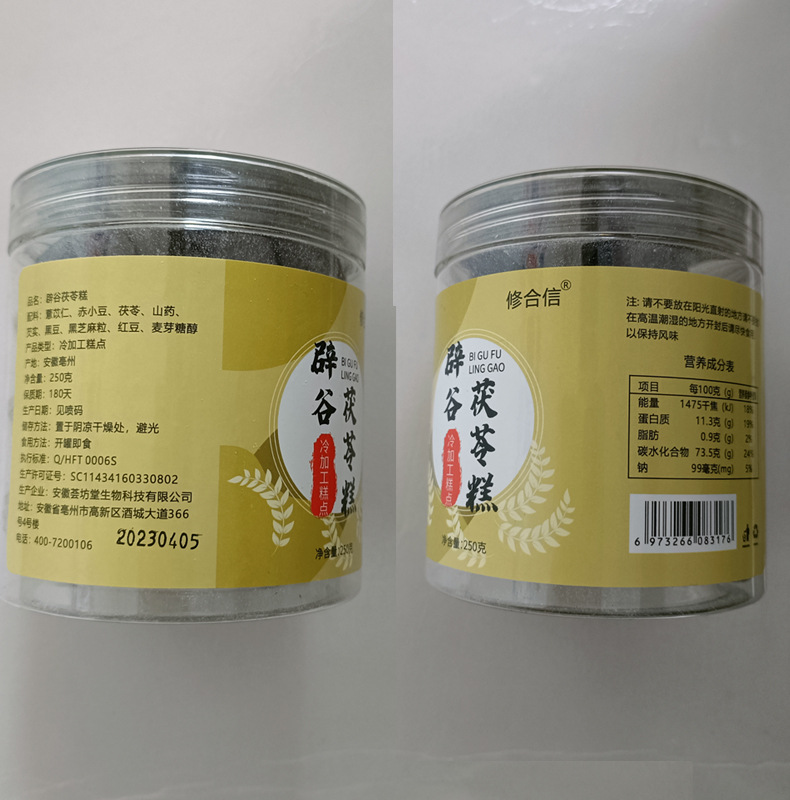 品名：辟谷茯苓糕
配料：薏苡仁、赤小豆、茯苓、山药、
芡实、黑豆、黑芝麻粒、红豆、麦芽糖醇
产品类型：冷加工糕点
产地：安徽亳州
净含量：250克
保质期：180天
生产日期：见喷码
储存方法：置于阴凉干燥处，避光
食用方法：开罐即食
执行标准：Q/HFT 0006S
生产许可证号：SC11434160330802
生产企业：安徽荟坊堂生物科技有限公司
地址：安徽省亳州市高新区酒城大道366
号4号楼
电话：400-7200106
20230405
修合
辟谷
BI GU FU
LING GAO
茯苓糕
冷加工糕点
净含量:250克
修合信®
辟谷
BI GU FU
LING GAO
茯苓糕
冷加工糕点
净含量:250克
注: 请不要放在阳光直射的地方
在高温潮湿的地方开封后请尽快
以保持风味
营养成分表
项目 每100克 (g)
能量 1475千焦 (kJ) 18%
蛋白质 11.3克 (g) 19%
脂肪 0.9克 (g) 2%
碳水化合物 73.5克 (g) 24%
钠 99毫克(mg) 5%
6 973266 083176